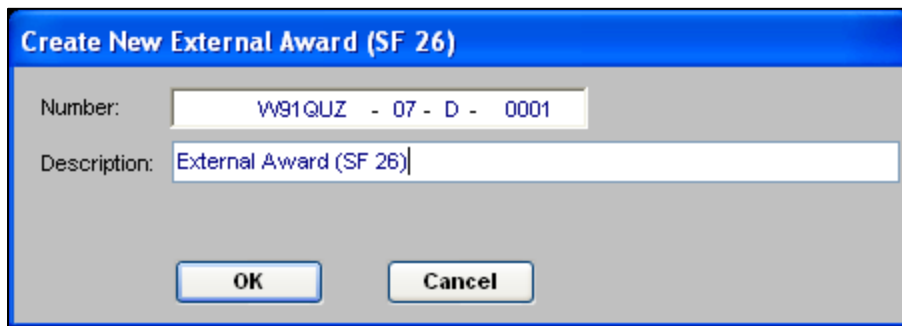 Create New External Award (SF 26)
Number: W91QUZ - 07 - D - 0001
Description: External Award (SF 26)
OK Cancel